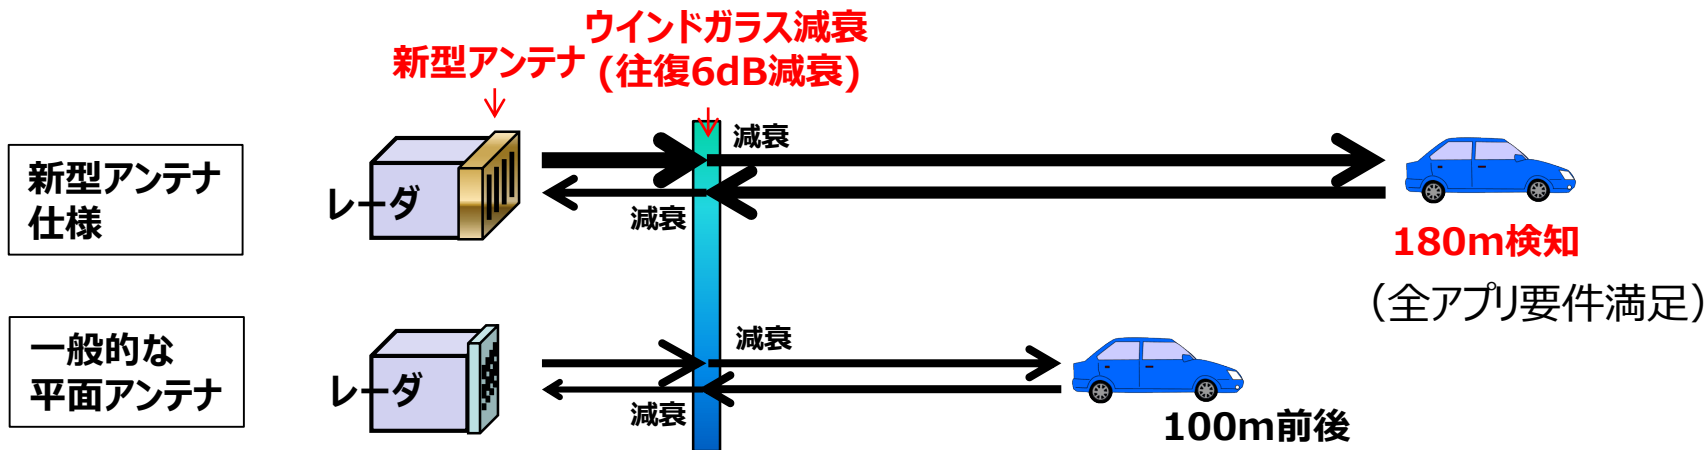 ウインドガラス減衰
(往復6dB減衰)
新型アンテナ
新型アンテナ
仕様
レーダ
減衰
減衰
180m検知
（全アプリ要件満足）
一般的な
平面アンテナ
レーダ
減衰
減衰
100m前後